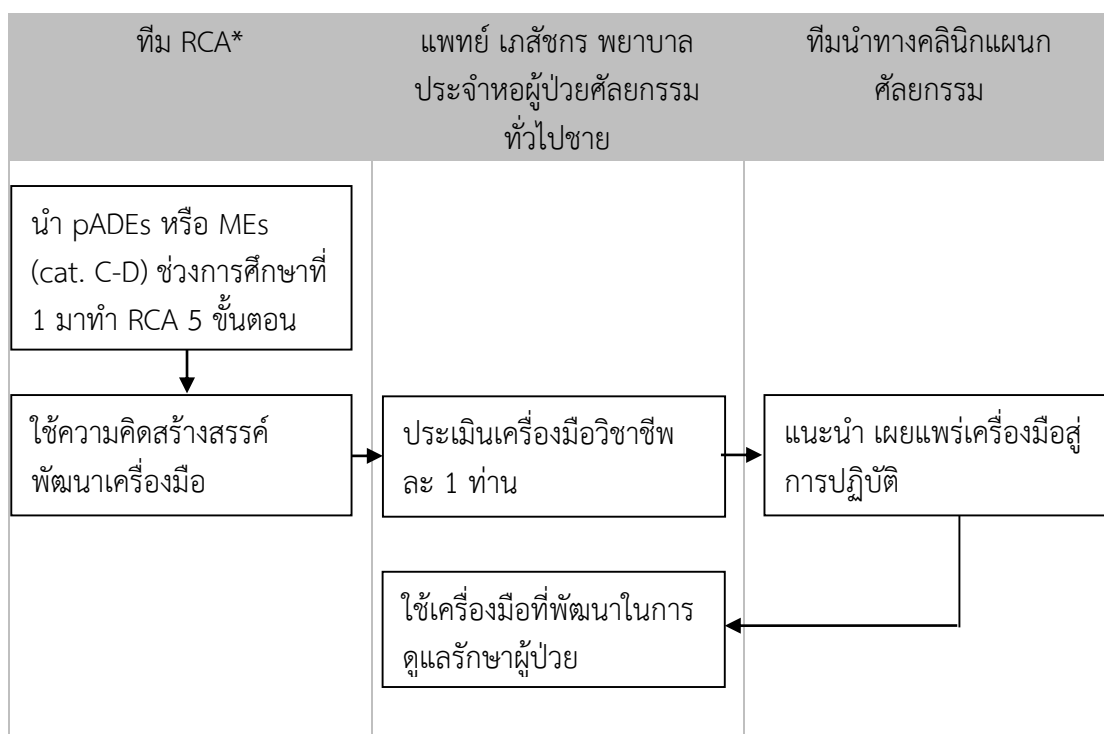 ทีม RCA*
แพทย์ เภสัชกร พยาบาล
ประจำหอผู้ป่วยศัลยกรรม
ทั่วไปชาย
ทีมนำทางคลินิกแผนก
ศัลยกรรม
นำ pADEs หรือ MEs
(cat. C-D) ช่วงการศึกษาที่
1 มาทำ RCA 5 ขั้นตอน
ใช้ความคิดสร้างสรรค์
พัฒนาเครื่องมือ
ประเมินเครื่องมือวิชาชีพ
ละ 1 ท่าน
แนะนำ เผยแพร่เครื่องมือสู่
การปฏิบัติ
ใช้เครื่องมือที่พัฒนาในการ
ดูแลรักษาผู้ป่วย